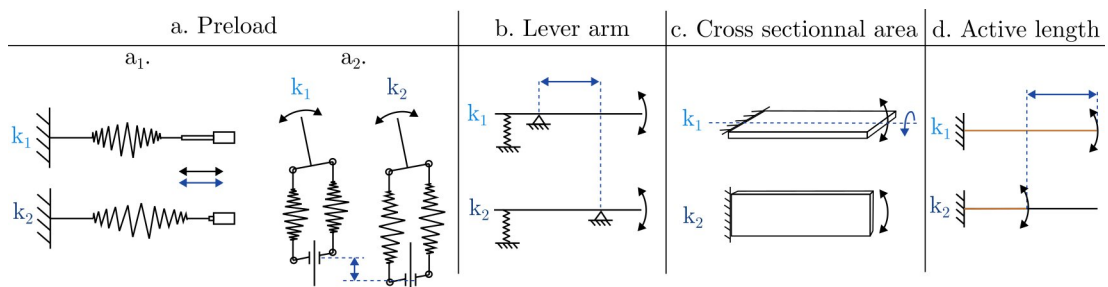 a. Preload
b. Lever arm
c. Cross sectionnal area
d. Active length
a₁.
a₂.
k₁
k₂
k₁
k₂
k₁
k₂
k₁
k₂
k₁
k₂